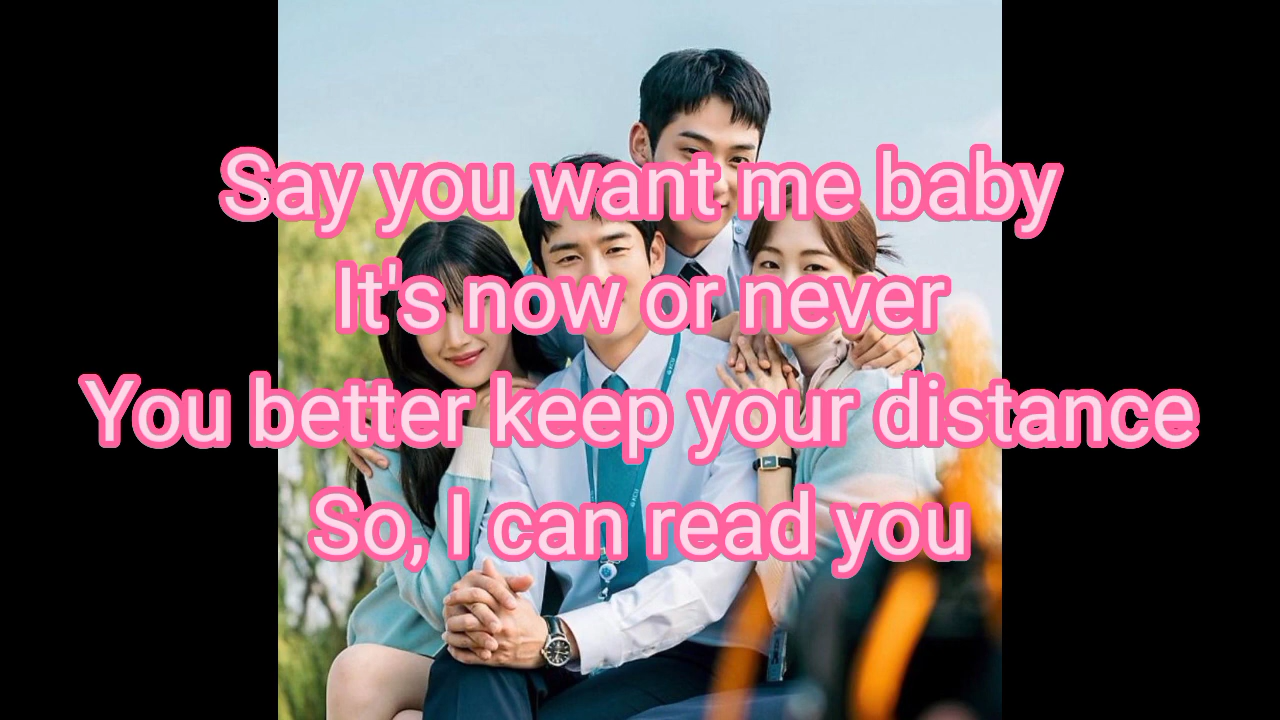 Say you want me baby
It's now or never
You better keep your distance
So, I can read you